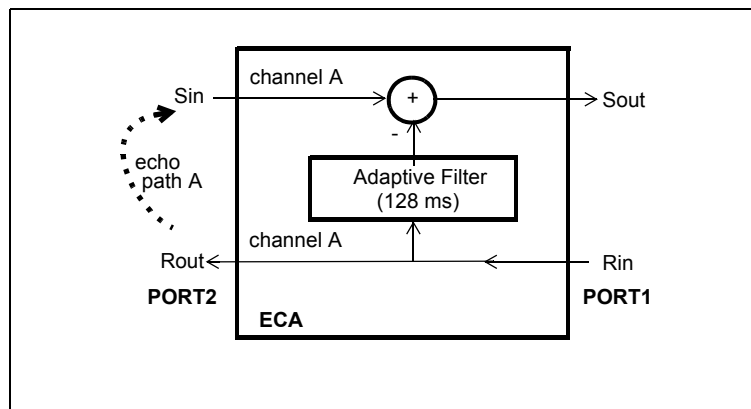 channel A
Sin
+
Sout
-
echo
path A
Adaptive Filter
(128 ms)
channel A
Rout
Rin
PORT2
PORT1
ECA